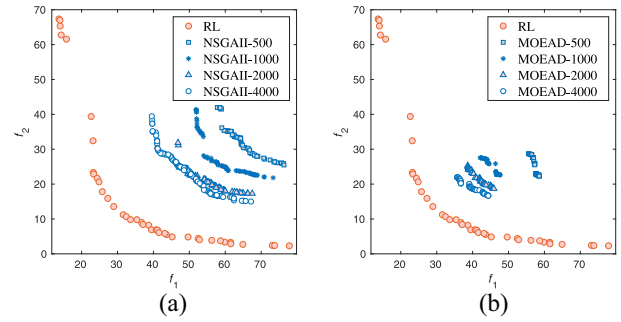 70
60
50
40
30
20
10
0
f2
20 30 40 50 60 70
f1
RL
NSGAII-500
NSGAII-1000
NSGAII-2000
NSGAII-4000
(a)
70
60
50
40
30
20
10
0
f2
20 30 40 50 60 70
f1
RL
MOEAD-500
MOEAD-1000
MOEAD-2000
MOEAD-4000
(b)